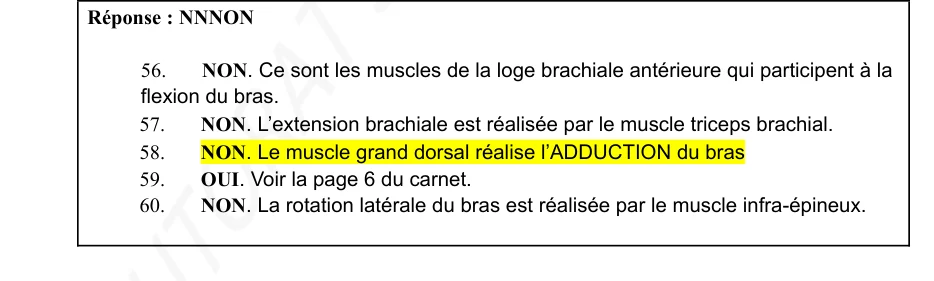 Réponse : NNNON
56. NON. Ce sont les muscles de la loge brachiale antérieure qui participent à la
flexion du bras.
57. NON. L’extension brachiale est réalisée par le muscle triceps brachial.
58. NON. Le muscle grand dorsal réalise l’ADDUCTION du bras
59. OUI. Voir la page 6 du carnet.
60. NON. La rotation latérale du bras est réalisée par le muscle infra-épineux.